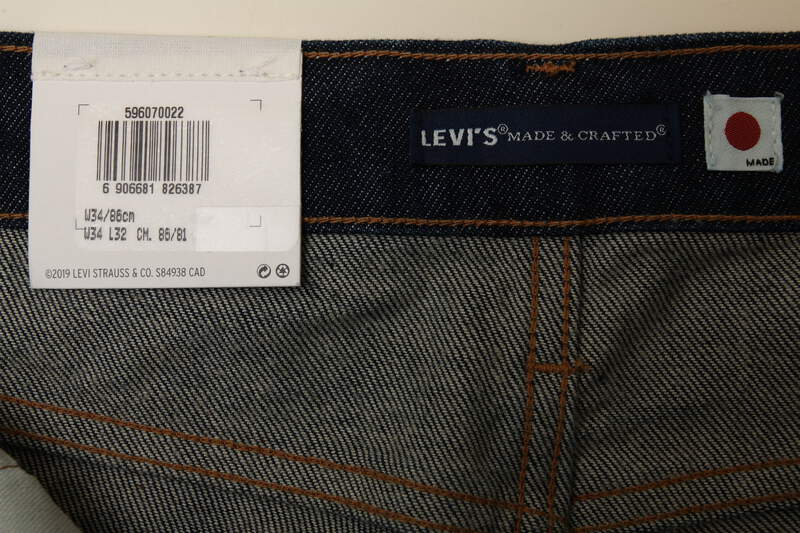 596070022
6 906681 826387
W34/86cm
W34 L32 CM. 86/81
©2019 LEVI STRAUSS & CO. S84938 CAD
LEVI'S® MADE & CRAFTED®
MADE